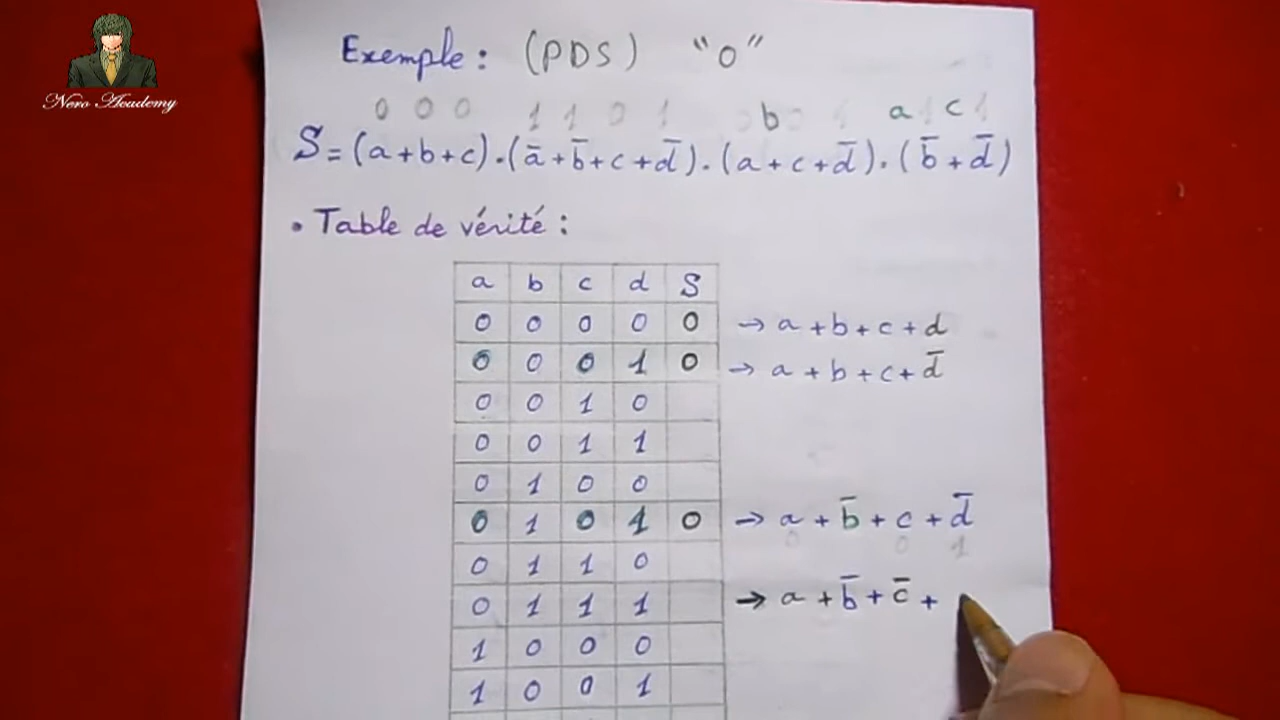 Nero Academy
Exemple : (PDS) "0"
0 0 0 1 1 0 1 b a c
S = (a+b+c).(a̅+b̅+c+d̅).(a+c+d̅).(b̅+d̅)
• Table de vérité :
a b c d S
0 0 0 0 0 → a+b+c+d
0 0 0 1 0 → a+b+c+d̅
0 0 1 0
0 0 1 1
0 1 0 0
0 1 0 1 0 → a+b̅+c+d̅
0 0 1
0 1 1 0
0 1 1 1 → a+b̅+c̅+
1 0 0 0
1 0 0 1